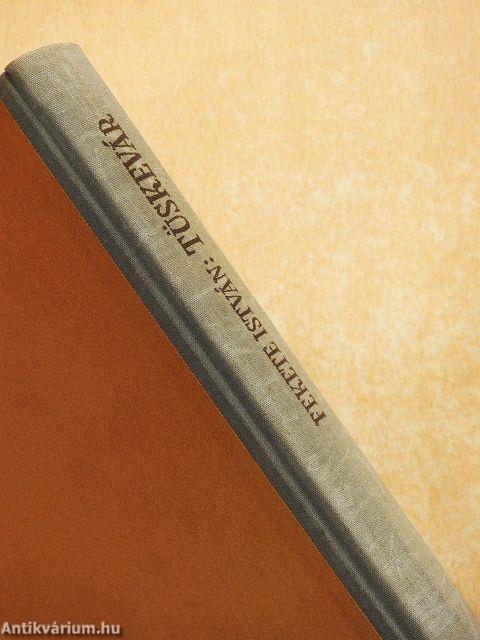 FEKETE ISTVÁN: TÜSKEVÁR
Antikvárium.hu